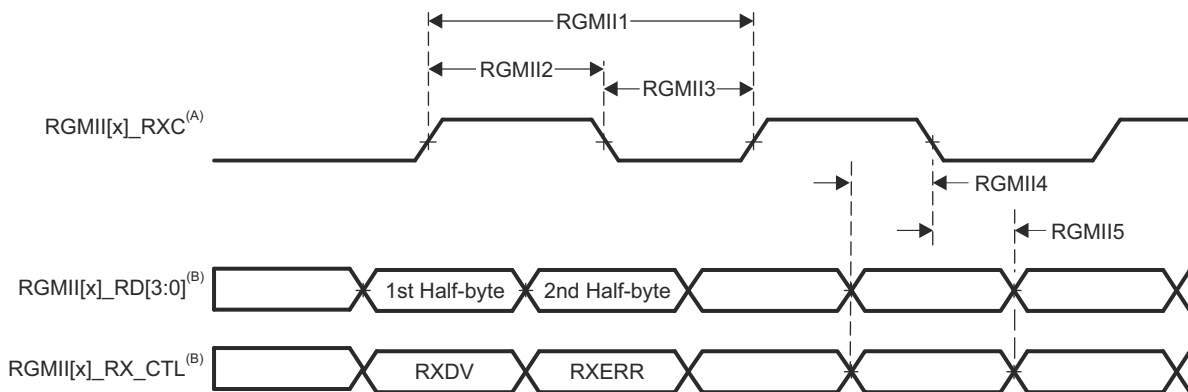 RGMII1
RGMII2
RGMII3
RGMII[x]_RXC(A)
RGMII4
RGMII5
RGMII[x]_RD[3:0](B)
1st Half-byte
2nd Half-byte
RGMII[x]_RX_CTL(B)
RXDV
RXERR